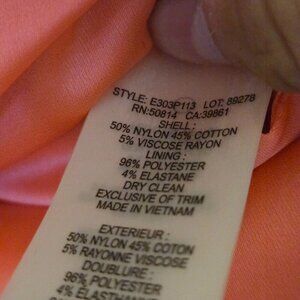 STYLE: E303P113 LOT: 89278
RN:50814 CA:39861
SHELL :
50% NYLON 45% COTTON
5% VISCOSE RAYON
LINING :
96% POLYESTER
4% ELASTANE
DRY CLEAN
EXCLUSIVE OF TRIM
MADE IN VIETNAM
EXTERIEUR :
50% NYLON 45% COTON
5% RAYONNE VISCOSE
DOUBLURE :
96% POLYESTER
4% ELASTHANNE